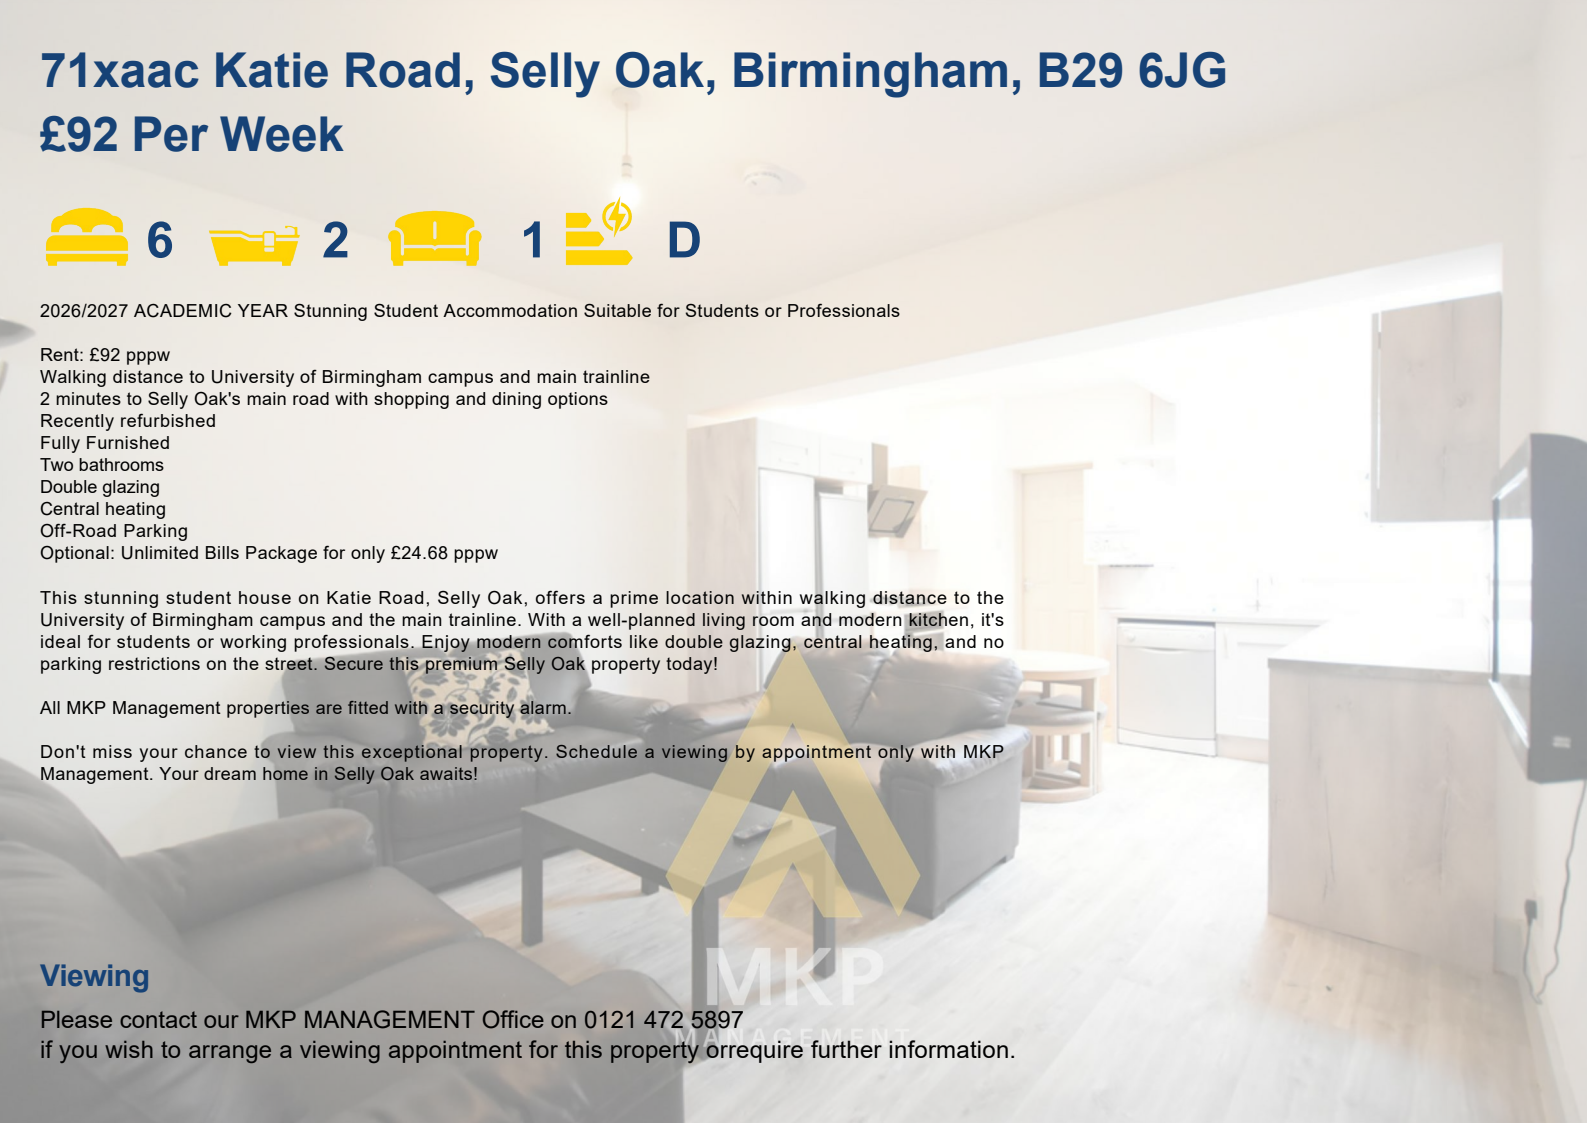 71xaac Katie Road, Selly Oak, Birmingham, B29 6JG
£92 Per Week
6 2 1 D
2026/2027 ACADEMIC YEAR Stunning Student Accommodation Suitable for Students or Professionals
Rent: £92 pppw
Walking distance to University of Birmingham campus and main trainline
2 minutes to Selly Oak's main road with shopping and dining options
Recently refurbished
Fully Furnished
Two bathrooms
Double glazing
Central heating
Off-Road Parking
Optional: Unlimited Bills Package for only £24.68 pppw
This stunning student house on Katie Road, Selly Oak, offers a prime location within walking distance to the
University of Birmingham campus and the main trainline. With a well-planned living room and modern kitchen, it's
ideal for students or working professionals. Enjoy modern comforts like double glazing, central heating, and no
parking restrictions on the street. Secure this premium Selly Oak property today!
All MKP Management properties are fitted with a security alarm.
Don't miss your chance to view this exceptional property. Schedule a viewing by appointment only with MKP
Management. Your dream home in Selly Oak awaits!
MKP
MANAGEMENT
Viewing
Please contact our MKP MANAGEMENT Office on 0121 472 5897
if you wish to arrange a viewing appointment for this property orrequire further information.